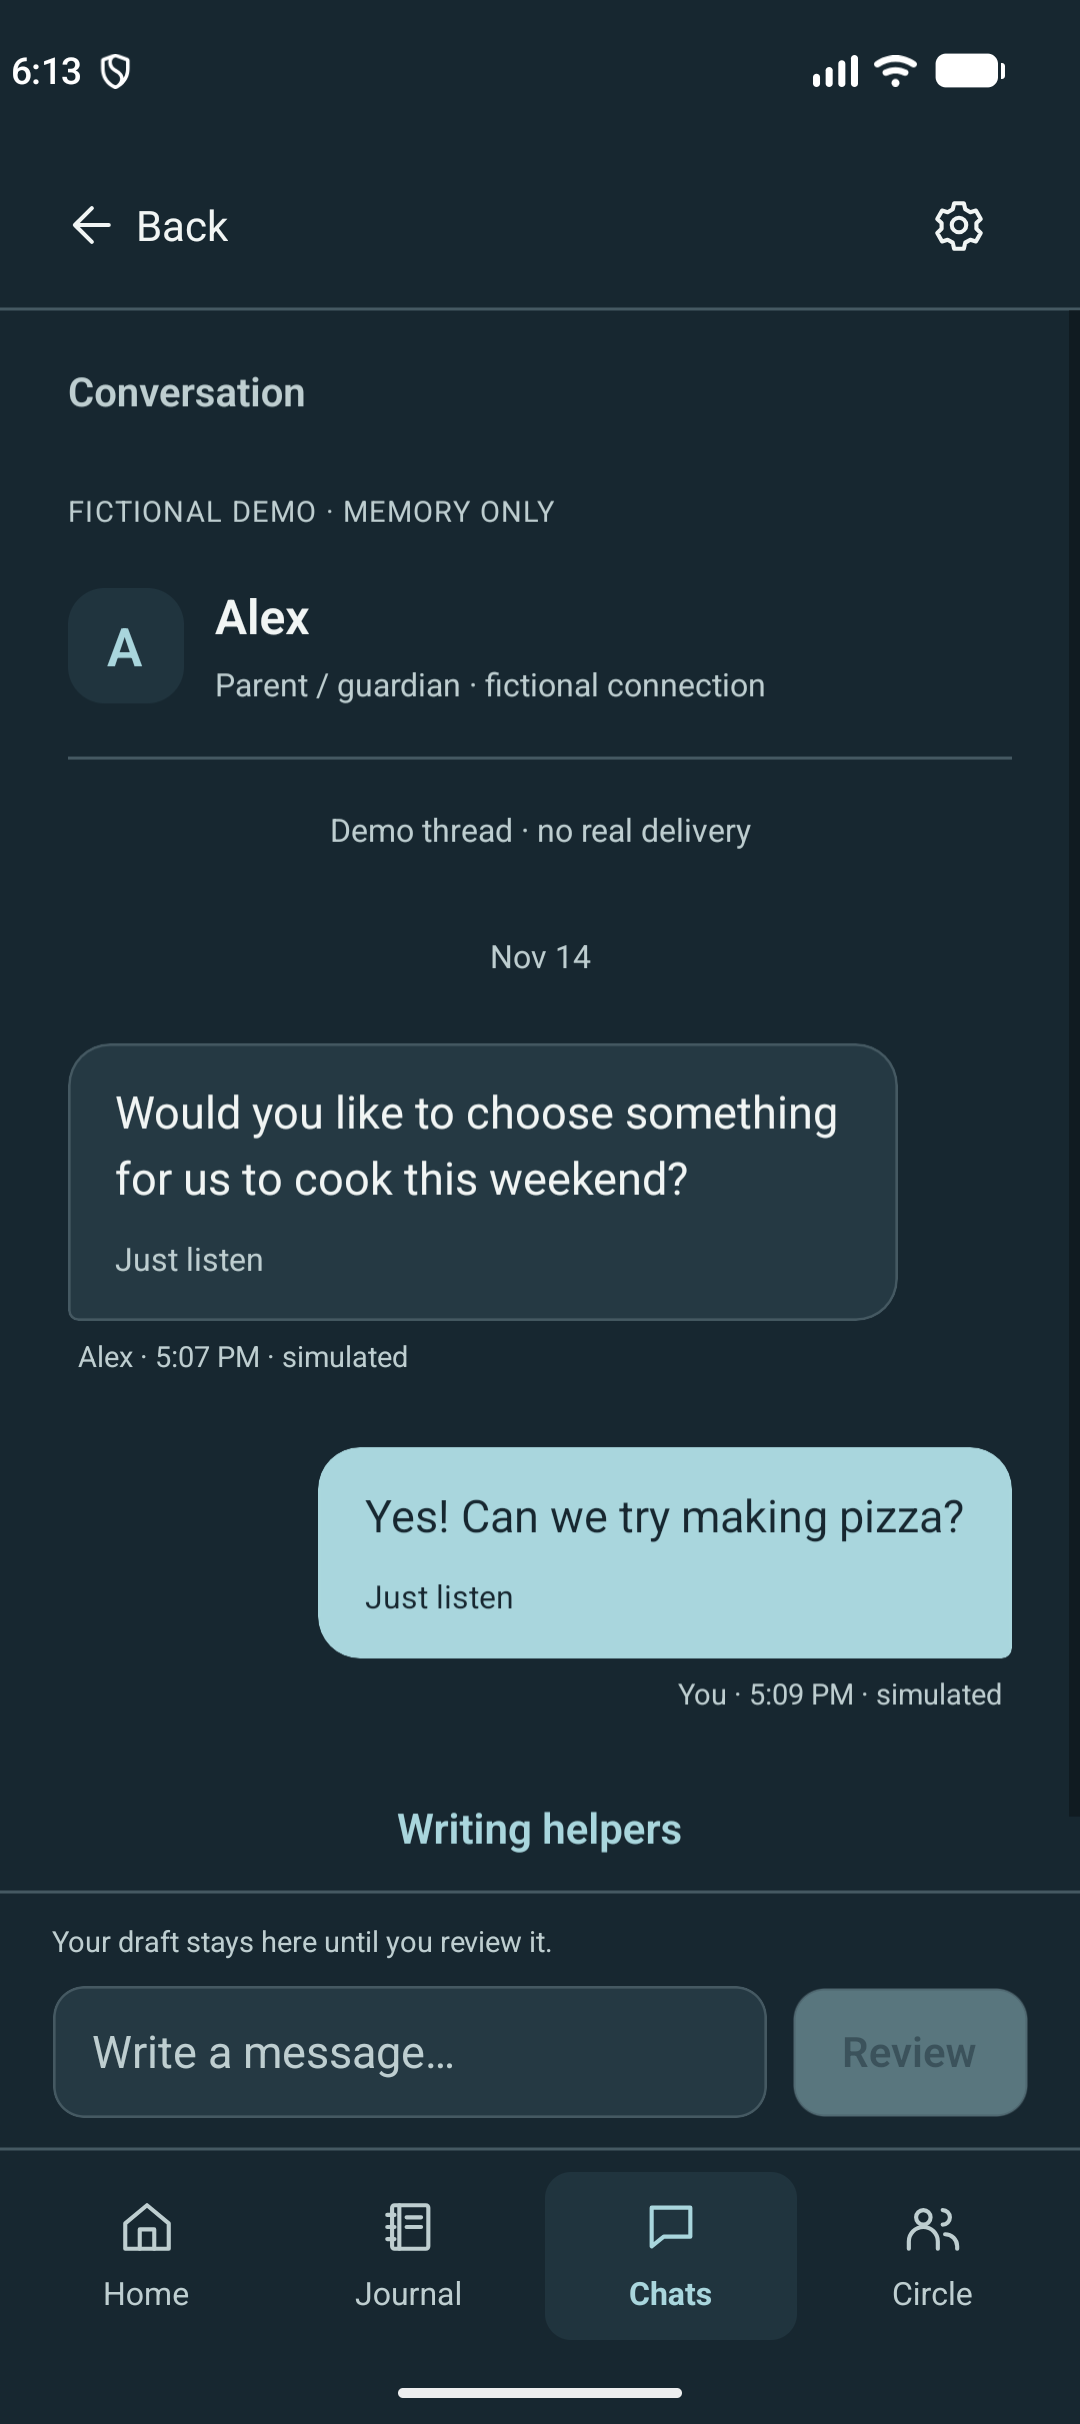 6:13
Back
Conversation
FICTIONAL DEMO · MEMORY ONLY
A
Alex
Parent / guardian · fictional connection
Demo thread · no real delivery
Nov 14
Would you like to choose something
for us to cook this weekend?
Just listen
Alex · 5:07 PM · simulated
Yes! Can we try making pizza?
Just listen
You · 5:09 PM · simulated
Writing helpers
Your draft stays here until you review it.
Write a message…
Review
Home
Journal
Chats
Circle